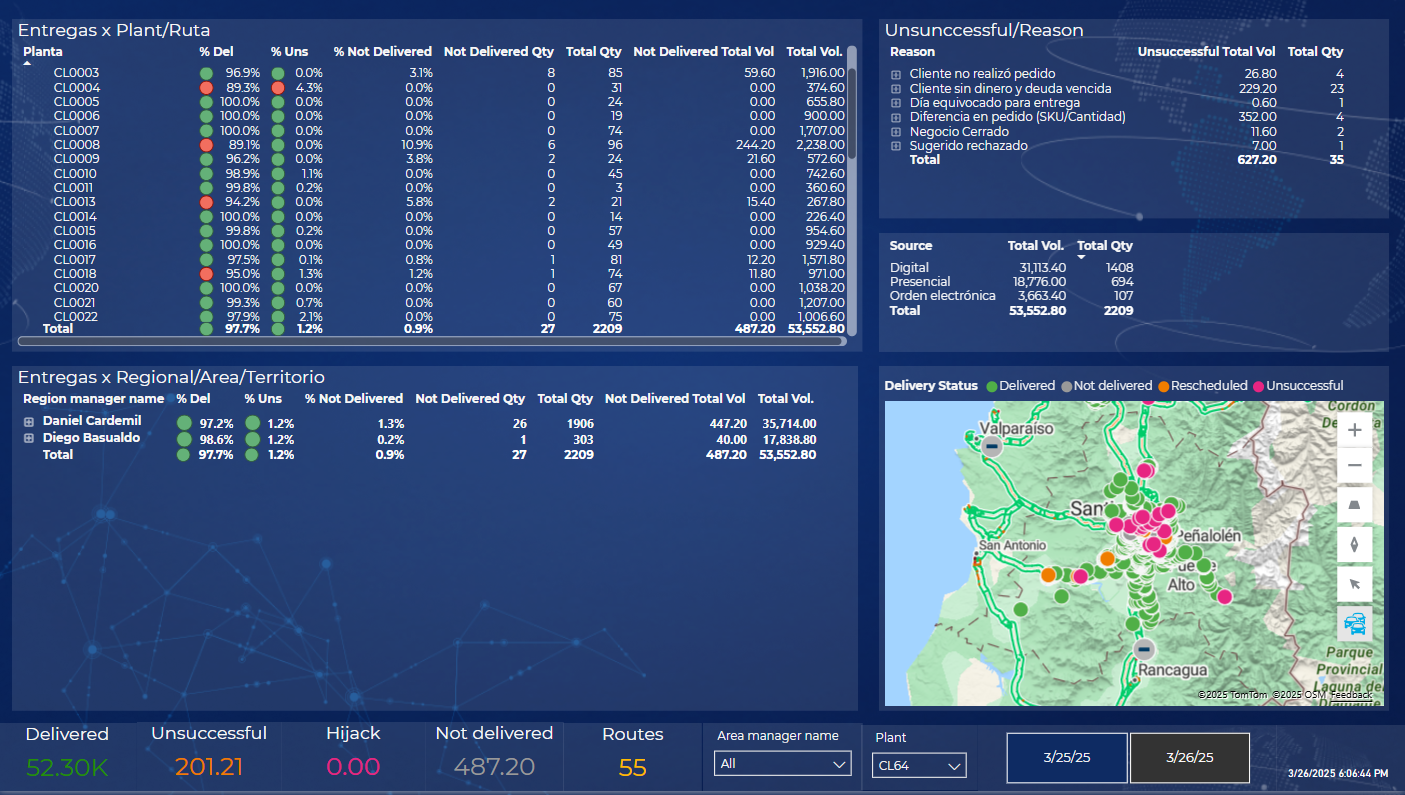 Entregas x Plant/Ruta
Planta % Del % Uns % Not Delivered Not Delivered Qty Total Qty Not Delivered Total Vol Total Vol.
CL0003 96.9% 0.0% 3.1% 8 85 59.60 1,916.00
CL0004 89.3% 4.3% 0.0% 0 31 0.00 374.60
CL0005 100.0% 0.0% 0.0% 0 24 0.00 655.80
CL0006 100.0% 0.0% 0.0% 0 19 0.00 900.00
CL0007 100.0% 0.0% 0.0% 0 74 0.00 1,707.00
CL0008 89.1% 0.0% 10.9% 6 96 244.20 2,238.00
CL0009 96.2% 0.0% 3.8% 2 24 21.60 572.60
CL0010 98.9% 1.1% 0.0% 0 45 0.00 742.60
CL0011 99.8% 0.2% 0.0% 0 3 0.00 360.60
CL0013 94.2% 0.0% 5.8% 2 21 15.40 267.80
CL0014 100.0% 0.0% 0.0% 0 14 0.00 226.40
CL0015 99.8% 0.2% 0.0% 0 57 0.00 954.60
CL0016 100.0% 0.0% 0.0% 0 49 0.00 929.40
CL0017 97.5% 0.1% 0.8% 1 81 12.20 1,571.80
CL0018 95.0% 1.3% 1.2% 1 74 11.80 971.00
CL0020 100.0% 0.0% 0.0% 0 67 0.00 1,038.20
CL0021 99.3% 0.7% 0.0% 0 60 0.00 1,207.00
CL0022 97.9% 2.1% 0.0% 0 75 0.00 1,006.60
Total 97.7% 1.2% 0.9% 27 2209 487.20 53,552.80
Unsunccessful/Reason
Reason Unsuccessful Total Vol Total Qty
Cliente no realizó pedido 26.80 4
Cliente sin dinero y deuda vencida 229.20 23
Día equivocado para entrega 0.60 1
Diferencia en pedido (SKU/Cantidad) 352.00 4
Negocio Cerrado 11.60 2
Sugerido rechazado 7.00 1
Total 627.20 35
Source Total Vol. Total Qty
Digital 31,113.40 1408
Presencial 18,776.00 694
Orden electrónica 3,663.40 107
Total 53,552.80 2209
Entregas x Regional/Area/Territorio
Region manager name % Del % Uns % Not Delivered Not Delivered Qty Total Qty Not Delivered Total Vol Total Vol.
Daniel Cardemil 97.2% 1.2% 1.3% 26 1906 447.20 35,714.00
Diego Basualdo 98.6% 1.2% 0.2% 1 303 40.00 17,838.80
Total 97.7% 1.2% 0.9% 27 2209 487.20 53,552.80
Delivery Status Delivered Not delivered Rescheduled Unsuccessful
Cordón
Valparaíso
San Antonio
Peñalolén
Alto
Rancagua
Parque
Provincial
Laguna de
©2025 TomTom ©2025 OSM Feedback
Delivered Unsuccessful Hijack Not delivered Routes
52.30K 201.21 0.00 487.20 55
Area manager name
All
Plant
CL64
3/25/25 3/26/25
3/26/2025 6:06:44 PM